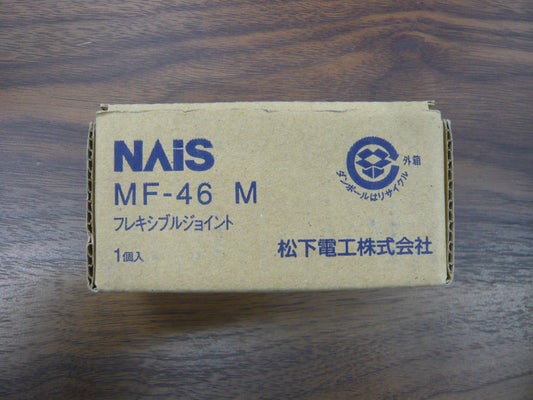 NAiS
MF-46 M
フレキシブルジョイント
1個入
外箱
ダンボールはリサイクル
松下電工株式会社